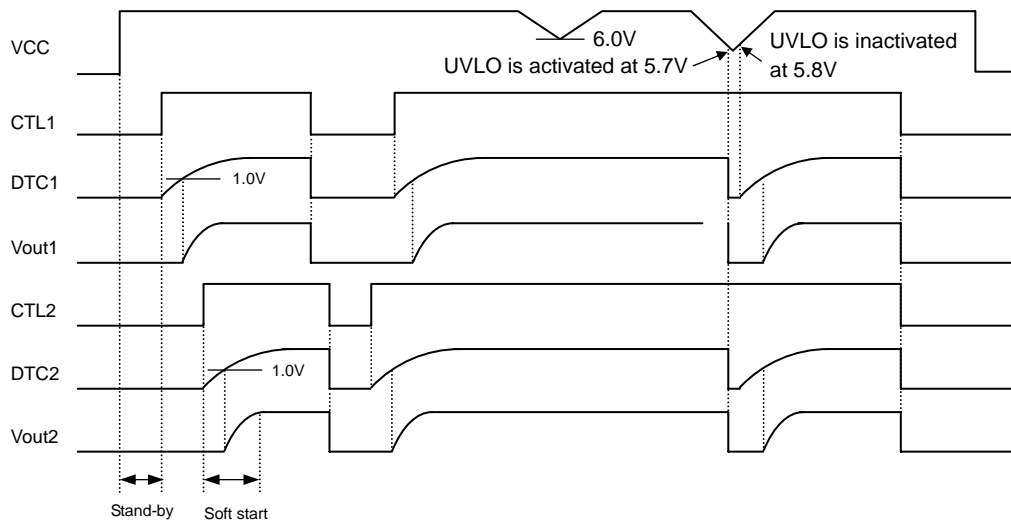 VCC
6.0V
UVLO is activated at 5.7V
UVLO is inactivated
at 5.8V
CTL1
DTC1
1.0V
Vout1
CTL2
DTC2
1.0V
Vout2
Stand-by
Soft start